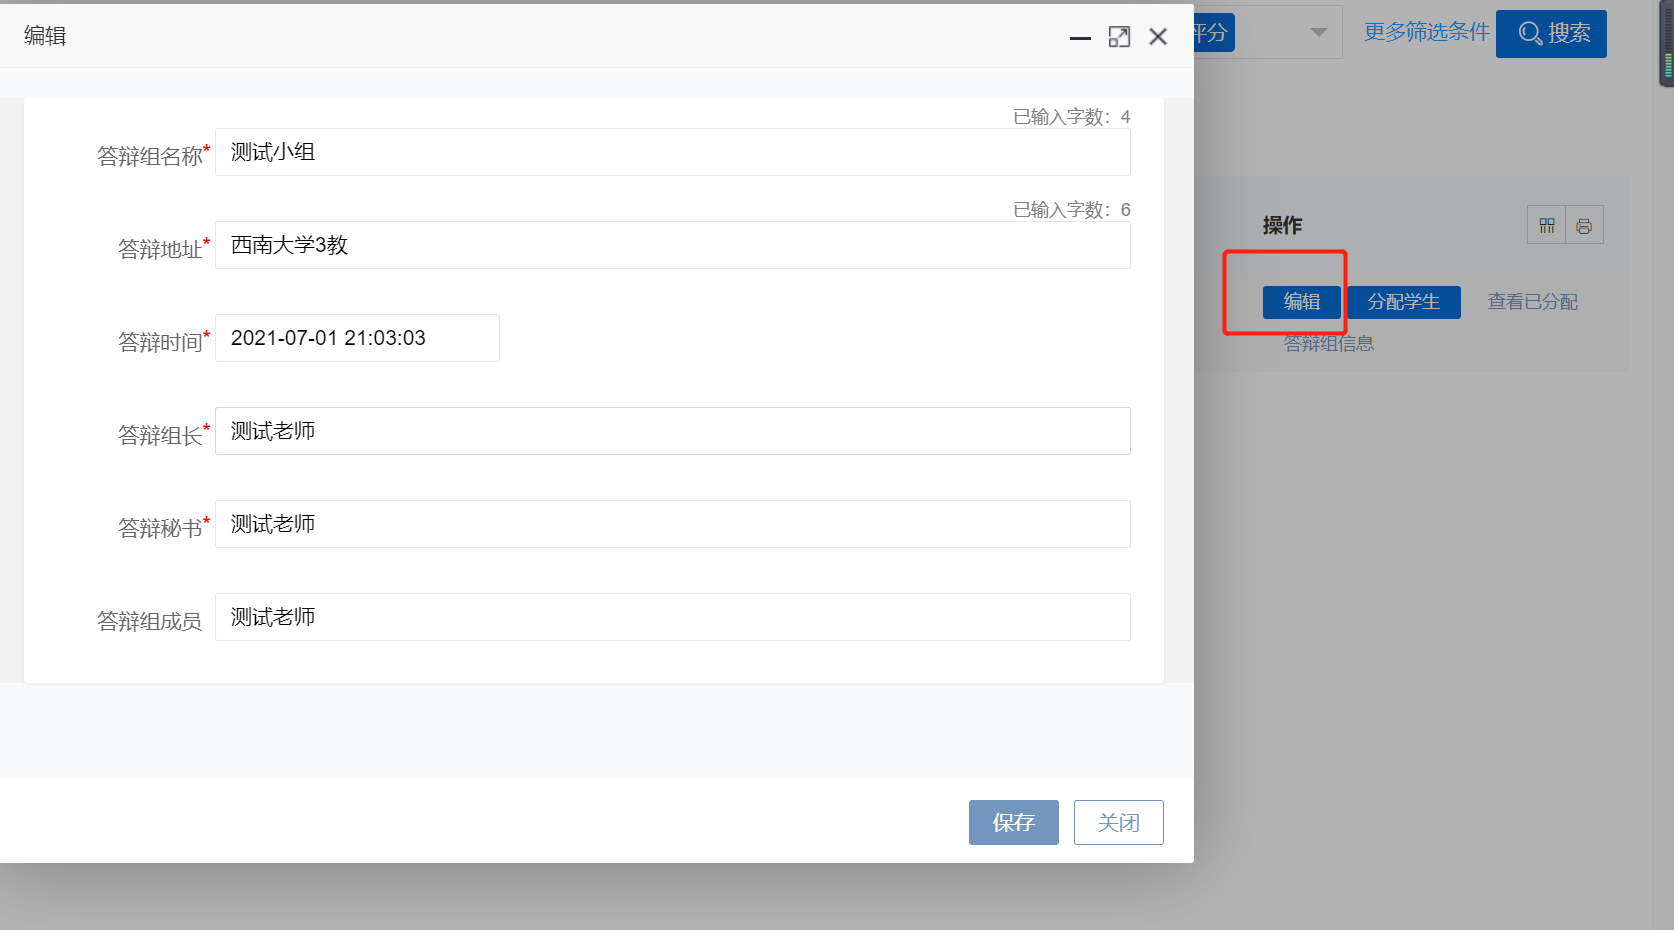 编辑
已输入字数：4
答辩组名称* 测试小组
已输入字数：6
答辩地址* 西南大学3教
答辩时间* 2021-07-01 21:03:03
答辩组长* 测试老师
答辩秘书* 测试老师
答辩组成员 测试老师
保存 关闭
评分 更多筛选条件 搜索
操作
编辑 分配学生 查看已分配
答辩组信息